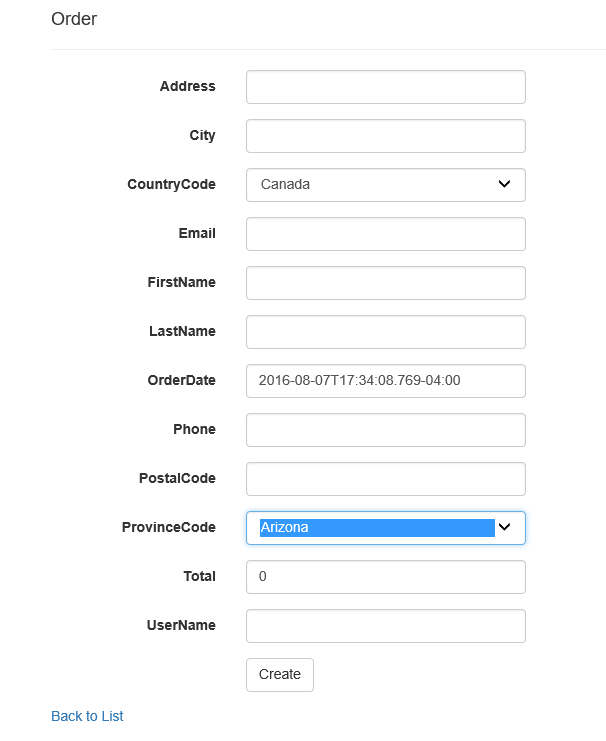 Order
Address
City
CountryCode Canada
Email
FirstName
LastName
OrderDate 2016-08-07T17:34:08.769-04:00
Phone
PostalCode
ProvinceCode Arizona
Total 0
UserName
Create
Back to List